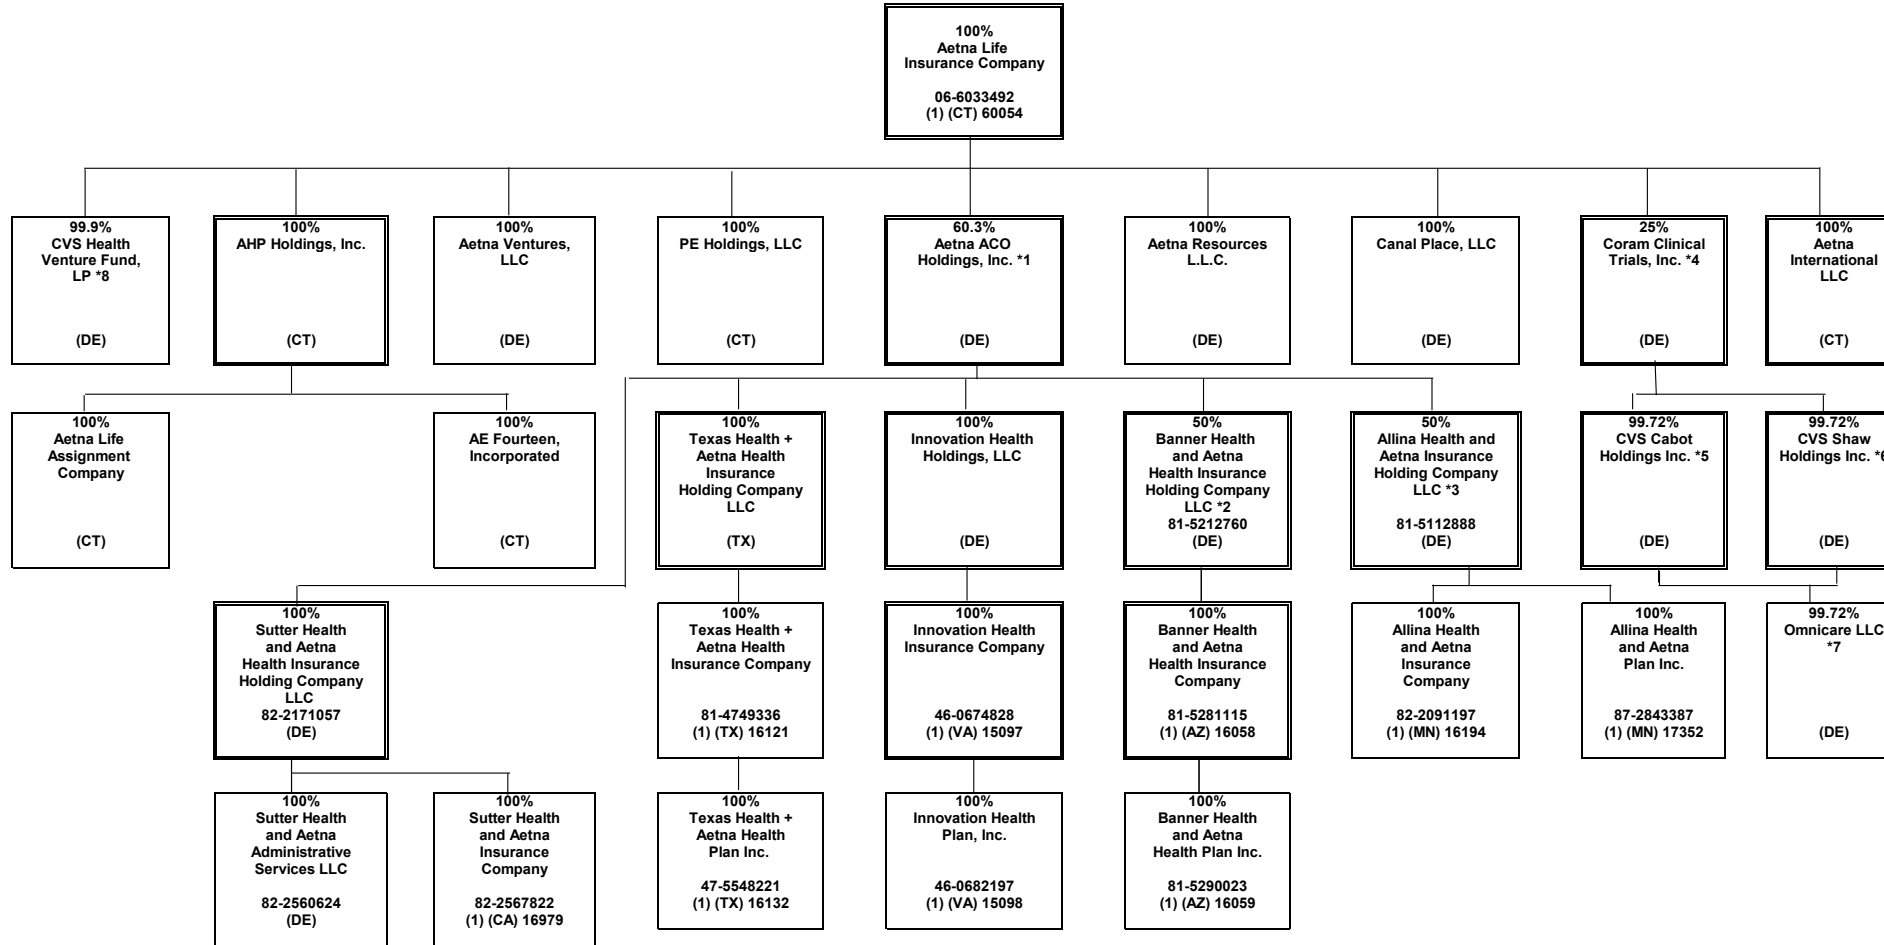 100%
Aetna Life
Insurance Company
06-6033492
(1) (CT) 60054
99.9%
CVS Health
Venture Fund,
LP *8
(DE)
100%
AHP Holdings, Inc.
(CT)
100%
Aetna Ventures,
LLC
(DE)
100%
PE Holdings, LLC
(CT)
60.3%
Aetna ACO
Holdings, Inc. *1
(DE)
100%
Aetna Resources
L.L.C.
(DE)
100%
Canal Place, LLC
(DE)
25%
Coram Clinical
Trials, Inc. *4
(DE)
100%
Aetna
International
LLC
(CT)
100%
Aetna Life
Assignment
Company
(CT)
100%
AE Fourteen,
Incorporated
(CT)
100%
Texas Health +
Aetna Health
Insurance
Holding Company
LLC
(TX)
100%
Innovation Health
Holdings, LLC
(DE)
50%
Banner Health
and Aetna
Health Insurance
Holding Company
LLC *2
81-5212760
(DE)
50%
Allina Health and
Aetna Insurance
Holding Company
LLC *3
81-5112888
(DE)
99.72%
CVS Cabot
Holdings Inc. *5
(DE)
99.72%
CVS Shaw
Holdings Inc. *6
(DE)
100%
Sutter Health
and Aetna
Health Insurance
Holding Company
LLC
82-2171057
(DE)
100%
Texas Health +
Aetna Health
Insurance Company
81-4749336
(1) (TX) 16121
100%
Innovation Health
Insurance Company
46-0674828
(1) (VA) 15097
100%
Banner Health
and Aetna
Health Insurance
Company
81-5281115
(1) (AZ) 16058
100%
Allina Health
and Aetna
Insurance
Company
82-2091197
(1) (MN) 16194
100%
Allina Health
and Aetna
Plan Inc.
87-2843387
(1) (MN) 17352
99.72%
Omnicare LLC
*7
(DE)
100%
Sutter Health
and Aetna
Administrative
Services LLC
82-2560624
(DE)
100%
Sutter Health
and Aetna
Insurance
Company
82-2567822
(1) (CA) 16979
100%
Texas Health +
Aetna Health
Plan Inc.
47-5548221
(1) (TX) 16132
100%
Innovation Health
Plan, Inc.
46-0682197
(1) (VA) 15098
100%
Banner Health
and Aetna
Health Plan Inc.
81-5290023
(1) (AZ) 16059